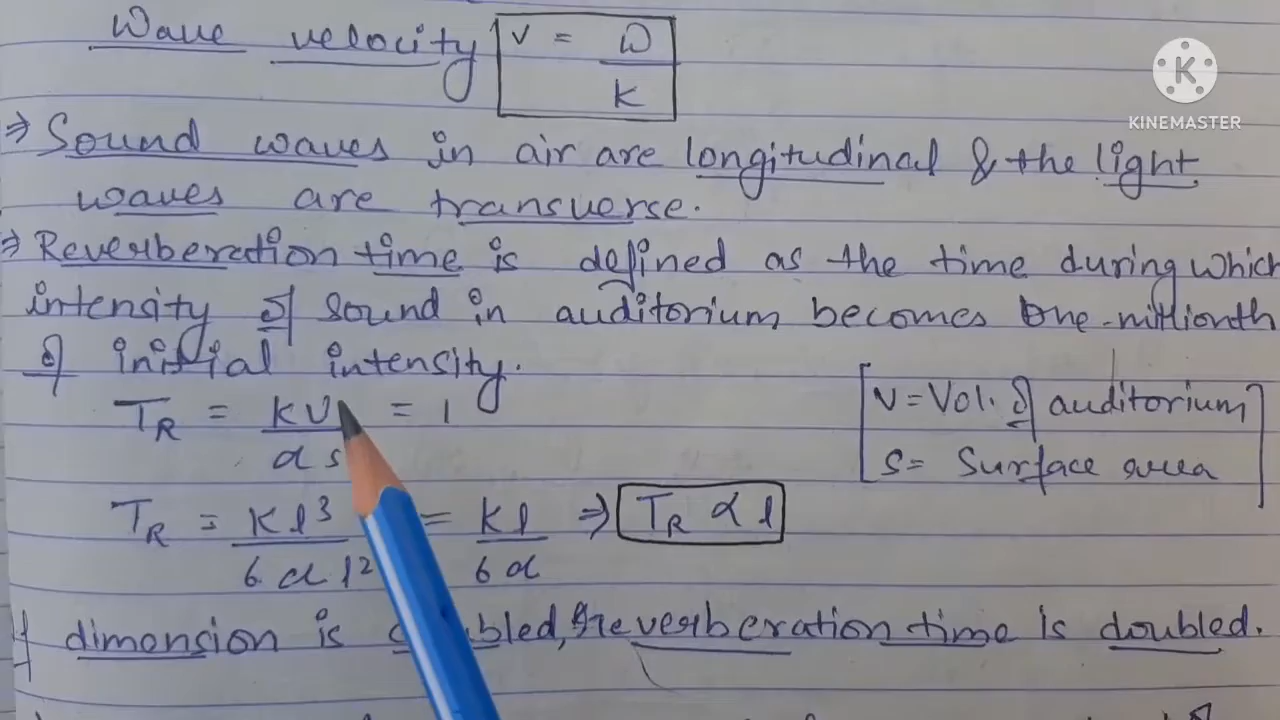 Wave velocity v = ω/k
KINEMASTER
⇒ Sound waves in air are longitudinal & the light
waves are transverse.
⇒ Reverberation time is defined as the time during which
intensity of sound in auditorium becomes one-millionth
of initial intensity.
T_R = KV/αs = 1
[V = Vol. of auditorium
S = Surface area]
T_R = Kl³/6αl² = Kl/6α ⇒ T_R ∝ l
If dimension is doubled, reverberation time is doubled.